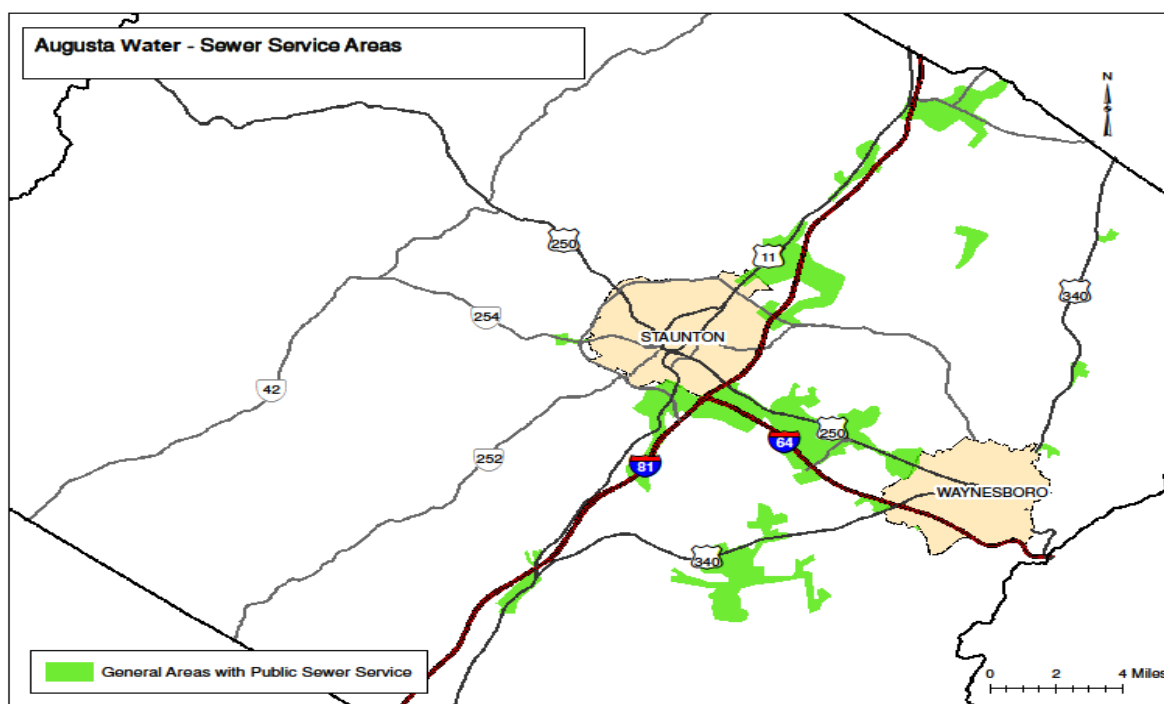 Augusta Water - Sewer Service Areas
N
250
11
340
254
STAUNTON
42
250
64
252
81
WAYNESBORO
340
General Areas with Public Sewer Service
0 2 4 Miles